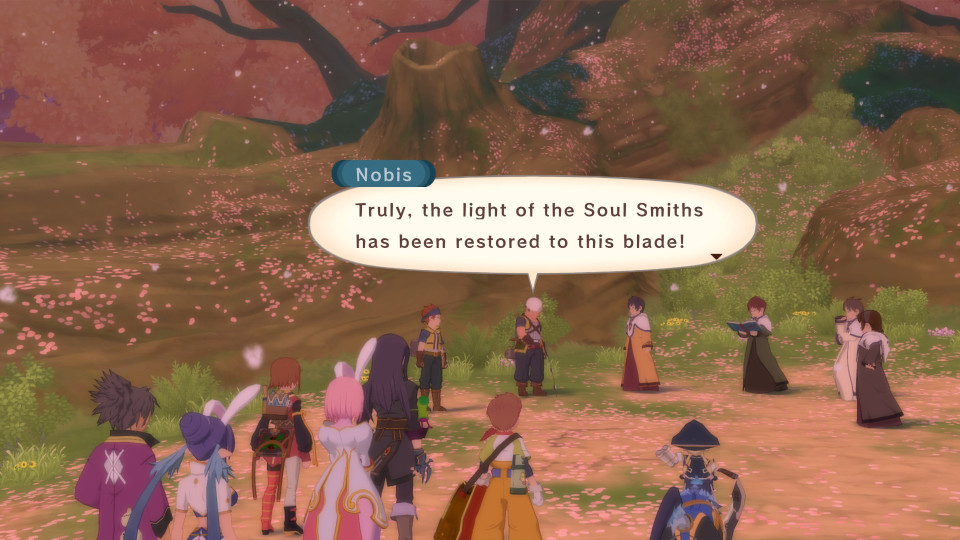 Nobis
Truly, the light of the Soul Smiths
has been restored to this blade!